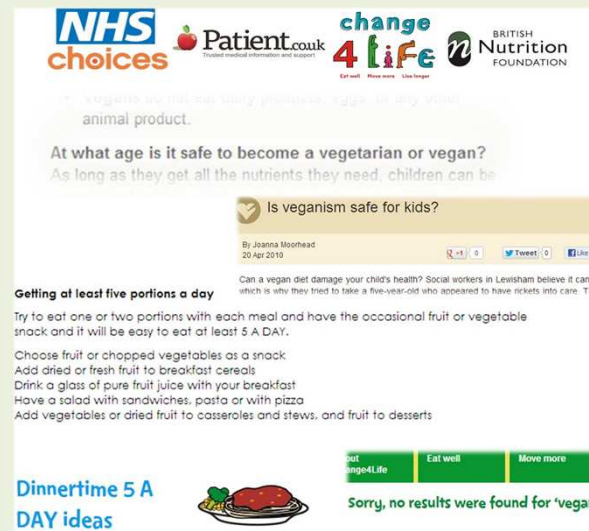 NHS
choices
Patient.co.uk
Trusted medical information and support
change
4 LiFe
Eat well Move more Live longer
n
BRITISH
Nutrition
FOUNDATION
Vegans do not eat dairy products, eggs, or any other
animal product.
At what age is it safe to become a vegetarian or vegan?
As long as they get all the nutrients they need, children can be
Is veganism safe for kids?
By Joanna Moorhead
20 Apr 2010
+1 0
Tweet 0
Like
Can a vegan diet damage your child's health? Social workers in Lewisham believe it can
which is why they tried to take a five-year-old who appeared to have rickets into care. T
Getting at least five portions a day
Try to eat one or two portions with each meal and have the occasional fruit or vegetable
snack and it will be easy to eat at least 5 A DAY.
Choose fruit or chopped vegetables as a snack
Add dried or fresh fruit to breakfast cereals
Drink a glass of pure fruit juice with your breakfast
Have a salad with sandwiches, pasta or with pizza
Add vegetables or dried fruit to casseroles and stews, and fruit to desserts
out
ange4Life
Eat well
Move more
Dinnertime 5 A
DAY ideas
Sorry, no results were found for 'vega